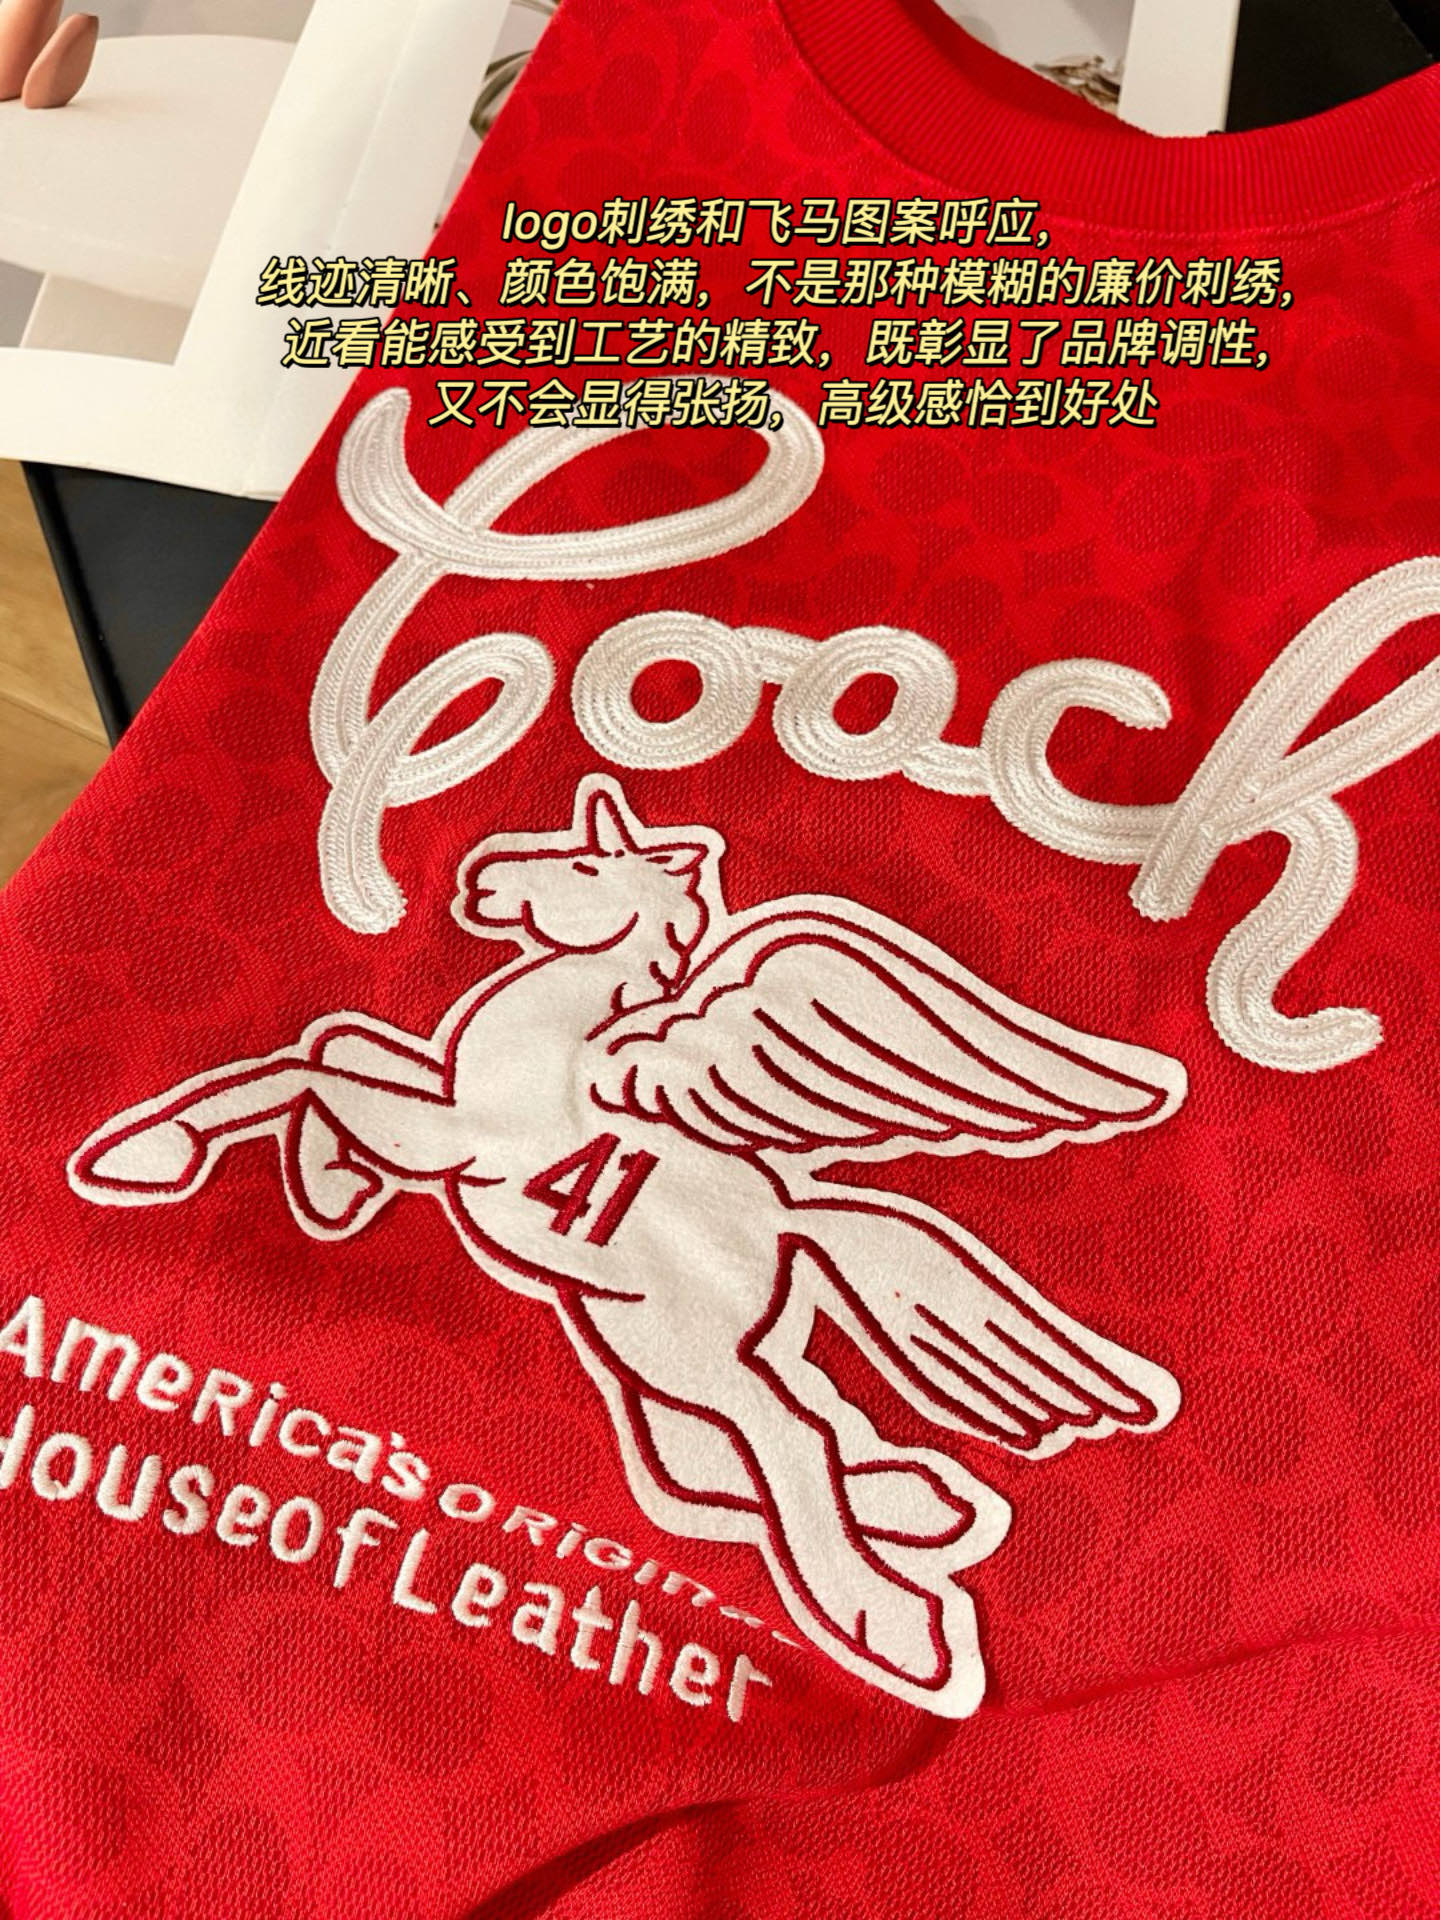 logo刺绣和飞马图案呼应，
线迹清晰、颜色饱满，不是那种模糊的廉价刺绣，
近看能感受到工艺的精致，既彰显了品牌调性，
又不会显得张扬，高级感恰到好处
Coach
41
AmeRica's ORiGinal
House of Leather